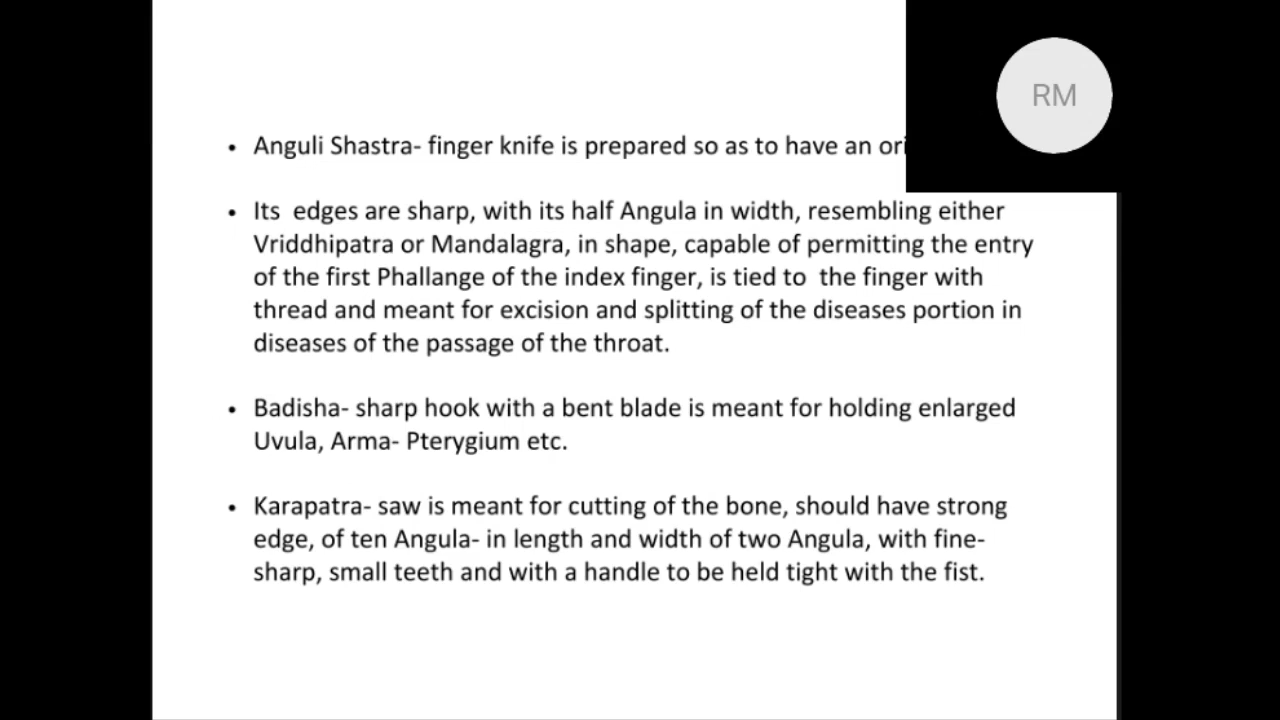 RM
• Anguli Shastra- finger knife is prepared so as to have an
• Its edges are sharp, with its half Angula in width, resembling either
Vriddhipatra or Mandalagra, in shape, capable of permitting the entry
of the first Phallange of the index finger, is tied to the finger with
thread and meant for excision and splitting of the diseases portion in
diseases of the passage of the throat.
• Badisha- sharp hook with a bent blade is meant for holding enlarged
Uvula, Arma- Pterygium etc.
• Karapatra- saw is meant for cutting of the bone, should have strong
edge, of ten Angula- in length and width of two Angula, with fine-
sharp, small teeth and with a handle to be held tight with the fist.